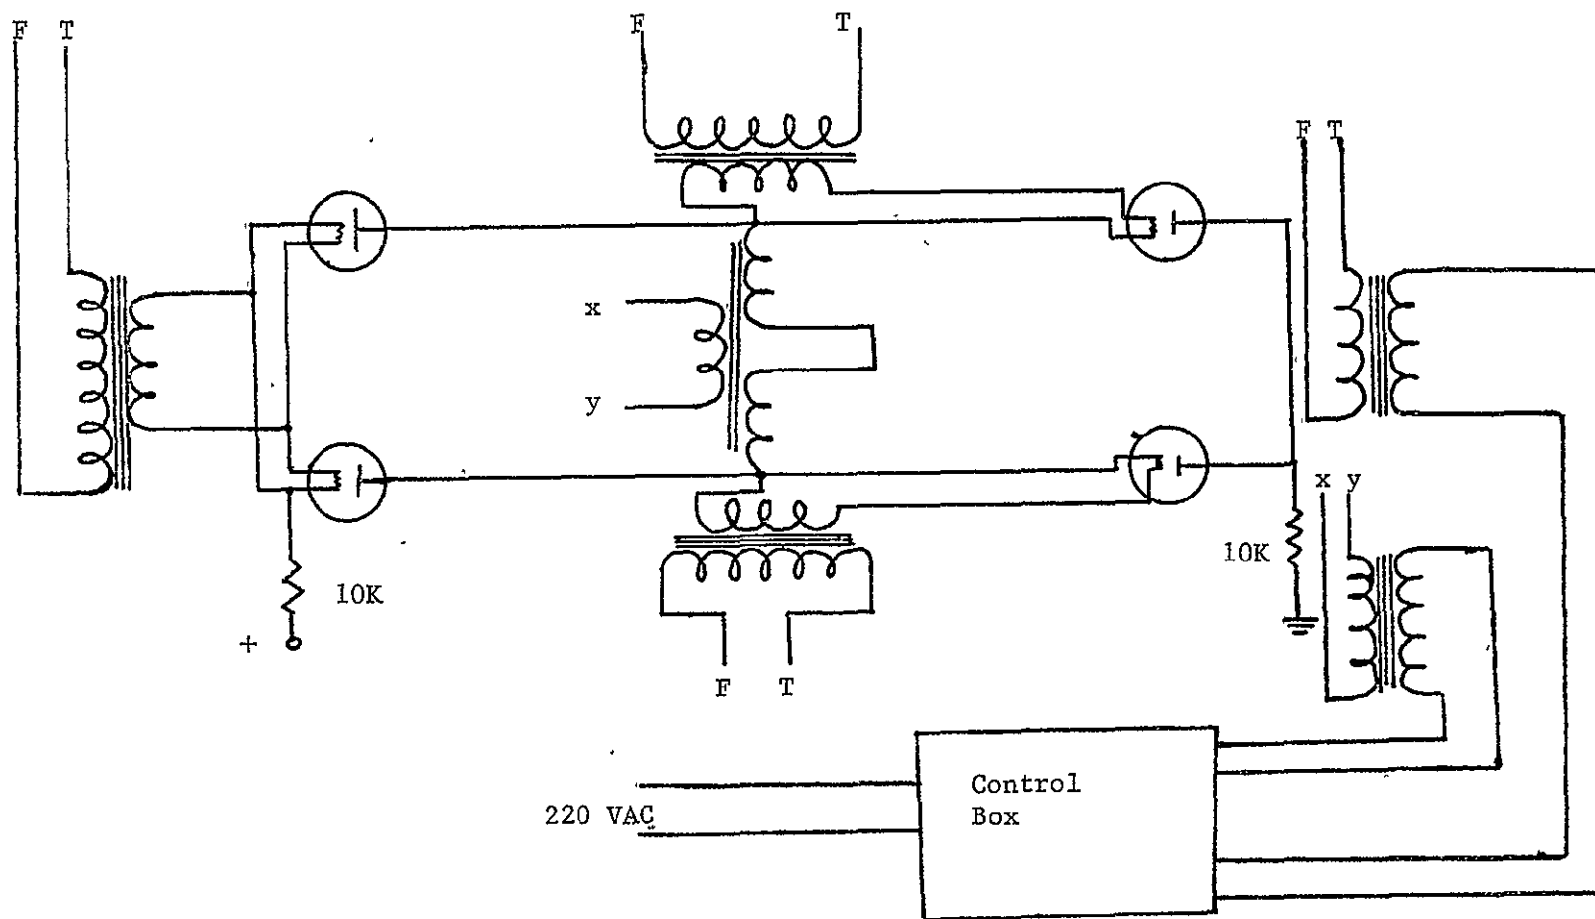 F T
F T
F T
x
y
x y
10K
10K
+
F T
220 VAC
Control
Box